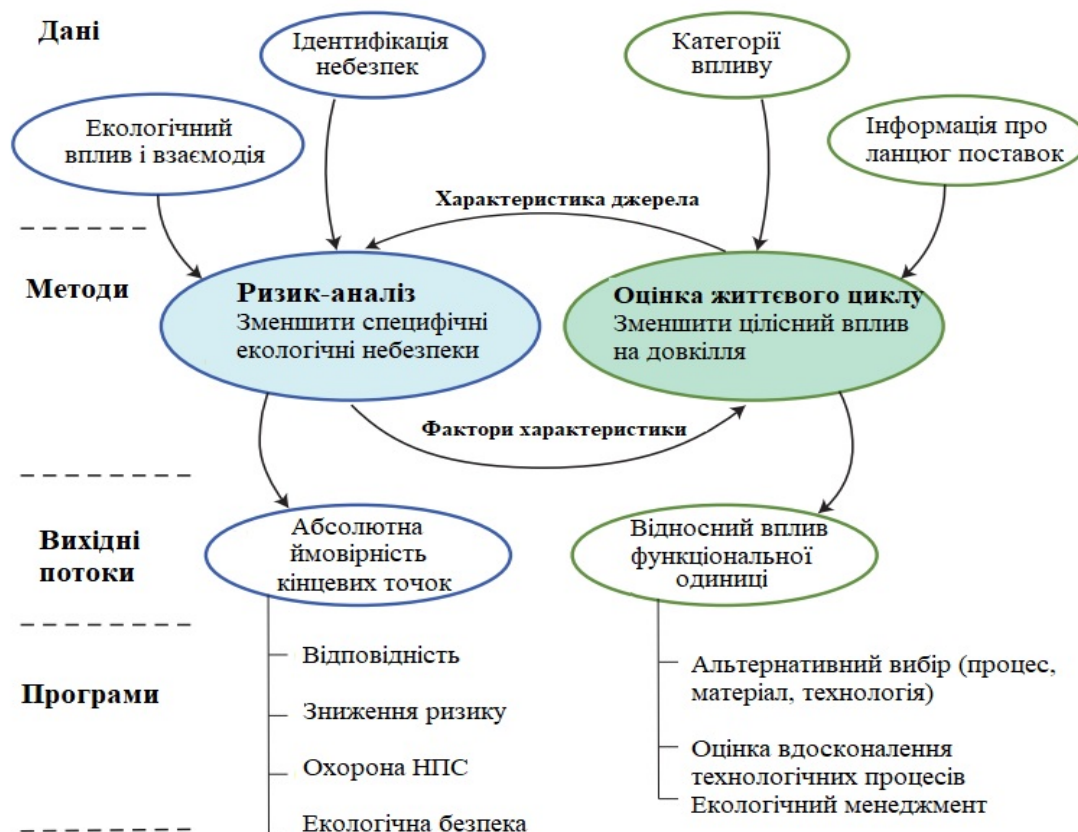 Дані
Ідентифікація
небезпек
Категорії
впливу
Екологічний
вплив і взаємодія
Інформація про
ланцюг поставок
Характеристика джерела
Методи
Ризик-аналіз
Зменшити специфічні
екологічні небезпеки
Оцінка життєвого циклу
Зменшити цілісний вплив
на довкілля
Фактори характеристики
Вихідні
потоки
Абсолютна
ймовірність
кінцевих точок
Відносний вплив
функціональної
одиниці
Програми
Відповідність
Зниження ризику
Охорона НПС
Екологічна безпека
Альтернативний вибір (процес,
матеріал, технологія)
Оцінка вдосконалення
технологічних процесів
Екологічний менеджмент